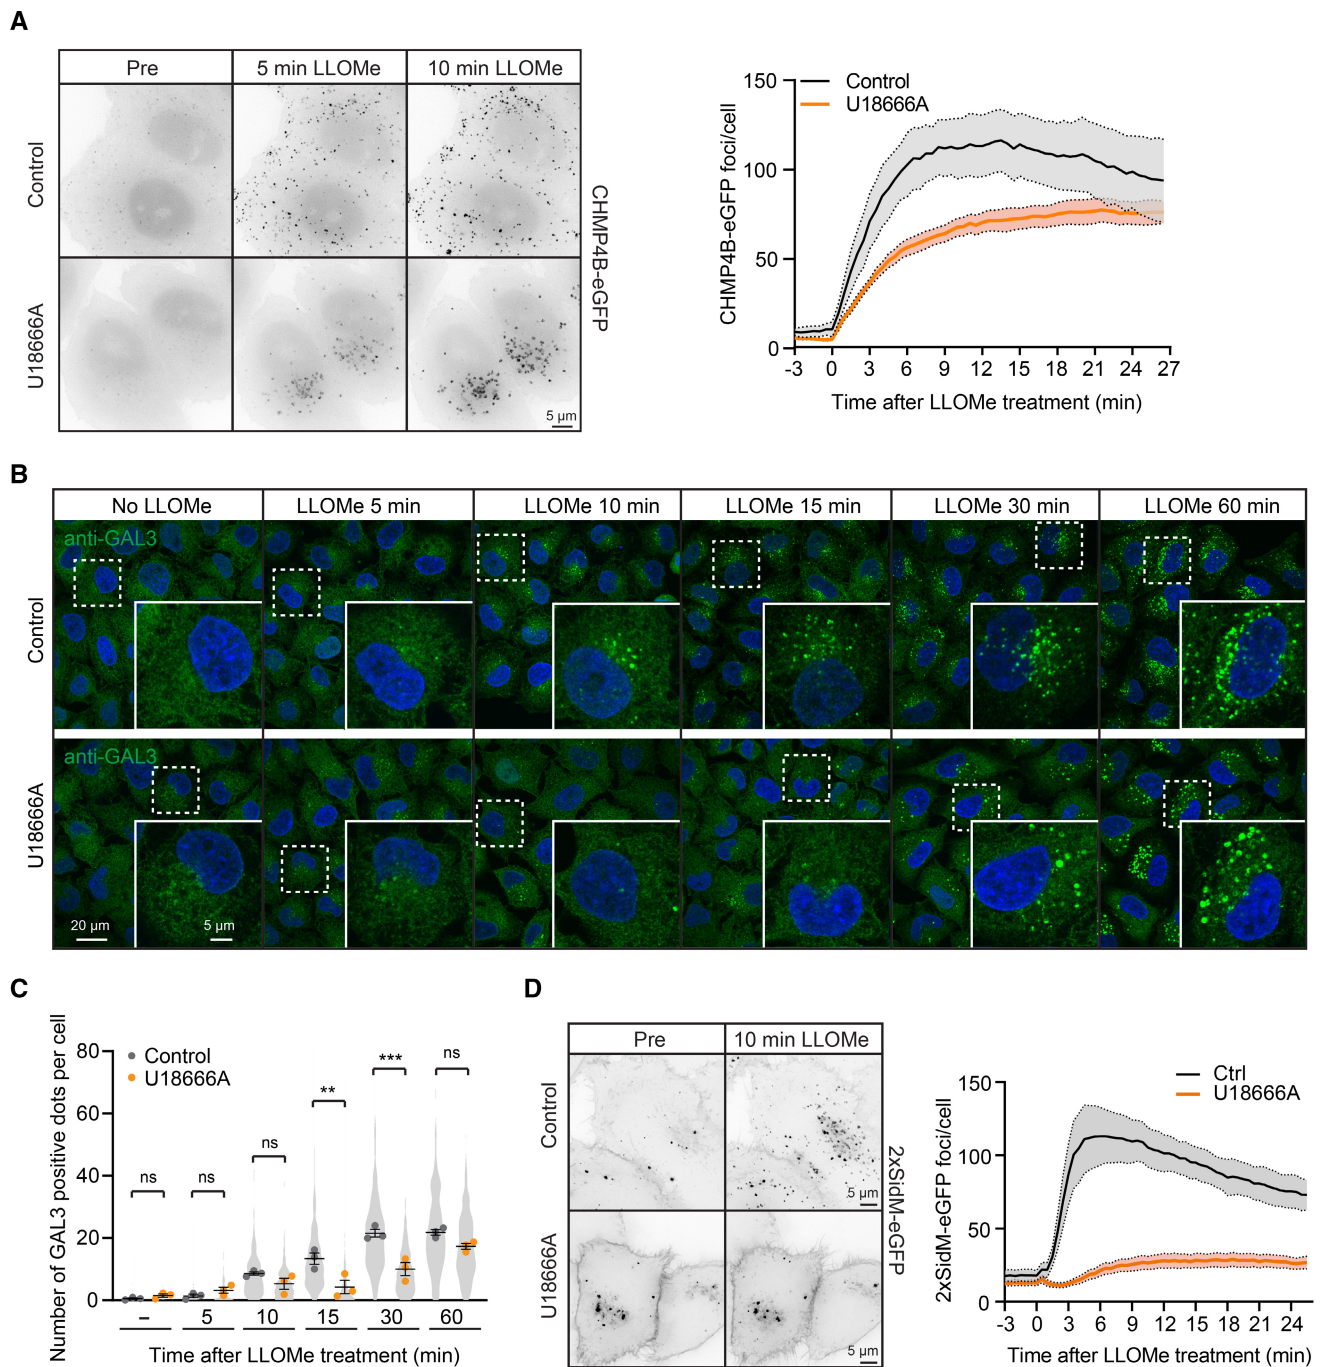 A
Pre
5 min LLOMe
10 min LLOMe
Control
U18666A
CHMP4B-eGFP
5 µm
CHMP4B-eGFP foci/cell
150
100
50
0
Control
U18666A
-3 0 3 6 9 12 15 18 21 24 27
Time after LLOMe treatment (min)
B
No LLOMe
LLOMe 5 min
LLOMe 10 min
LLOMe 15 min
LLOMe 30 min
LLOMe 60 min
Control
anti-GAL3
U18666A
anti-GAL3
20 µm
5 µm
C
Number of GAL3 positive dots per cell
80
60
40
20
0
Control
U18666A
ns
ns
ns
**
***
ns
– 5 10 15 30 60
Time after LLOMe treatment (min)
D
Pre
10 min LLOMe
Control
U18666A
5 µm
5 µm
2xSidM-eGFP
2xSidM-eGFP foci/cell
150
100
50
0
Ctrl
U18666A
-3 0 3 6 9 12 15 18 21 24
Time after LLOMe treatment (min)